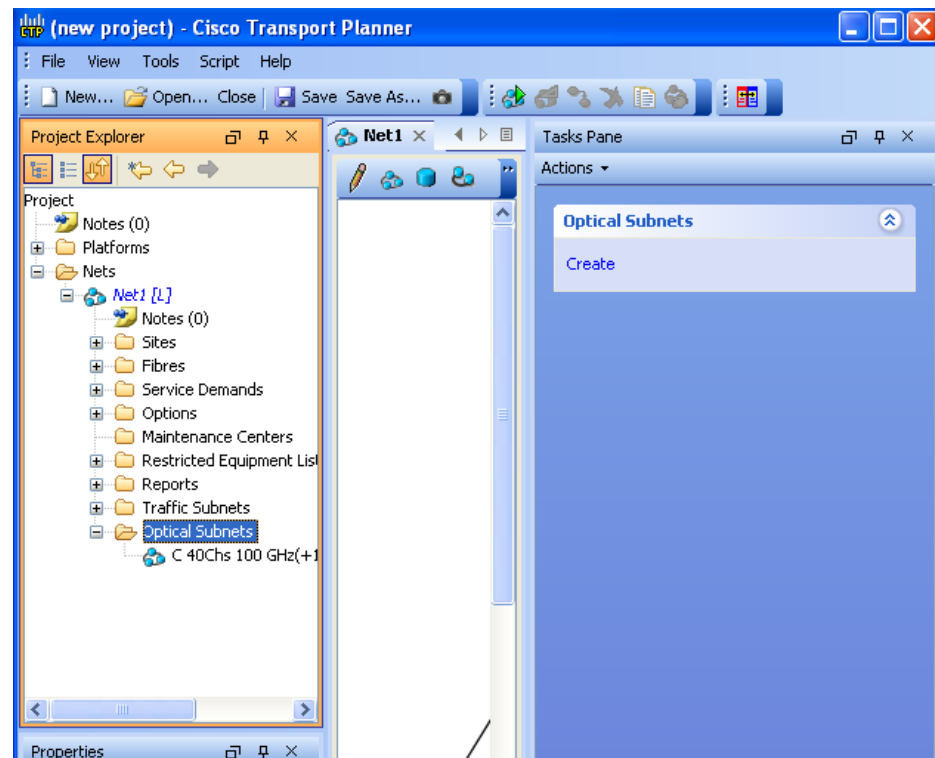 (new project) - Cisco Transport Planner
File View Tools Script Help
New... Open... Close Save Save As...
Project Explorer
Net1
Tasks Pane
Actions
Project
Notes (0)
Platforms
Nets
Net1 [L]
Notes (0)
Sites
Fibres
Service Demands
Options
Maintenance Centers
Restricted Equipment List
Reports
Traffic Subnets
Optical Subnets
C 40Chs 100 GHz(+1
Optical Subnets
Create
Properties